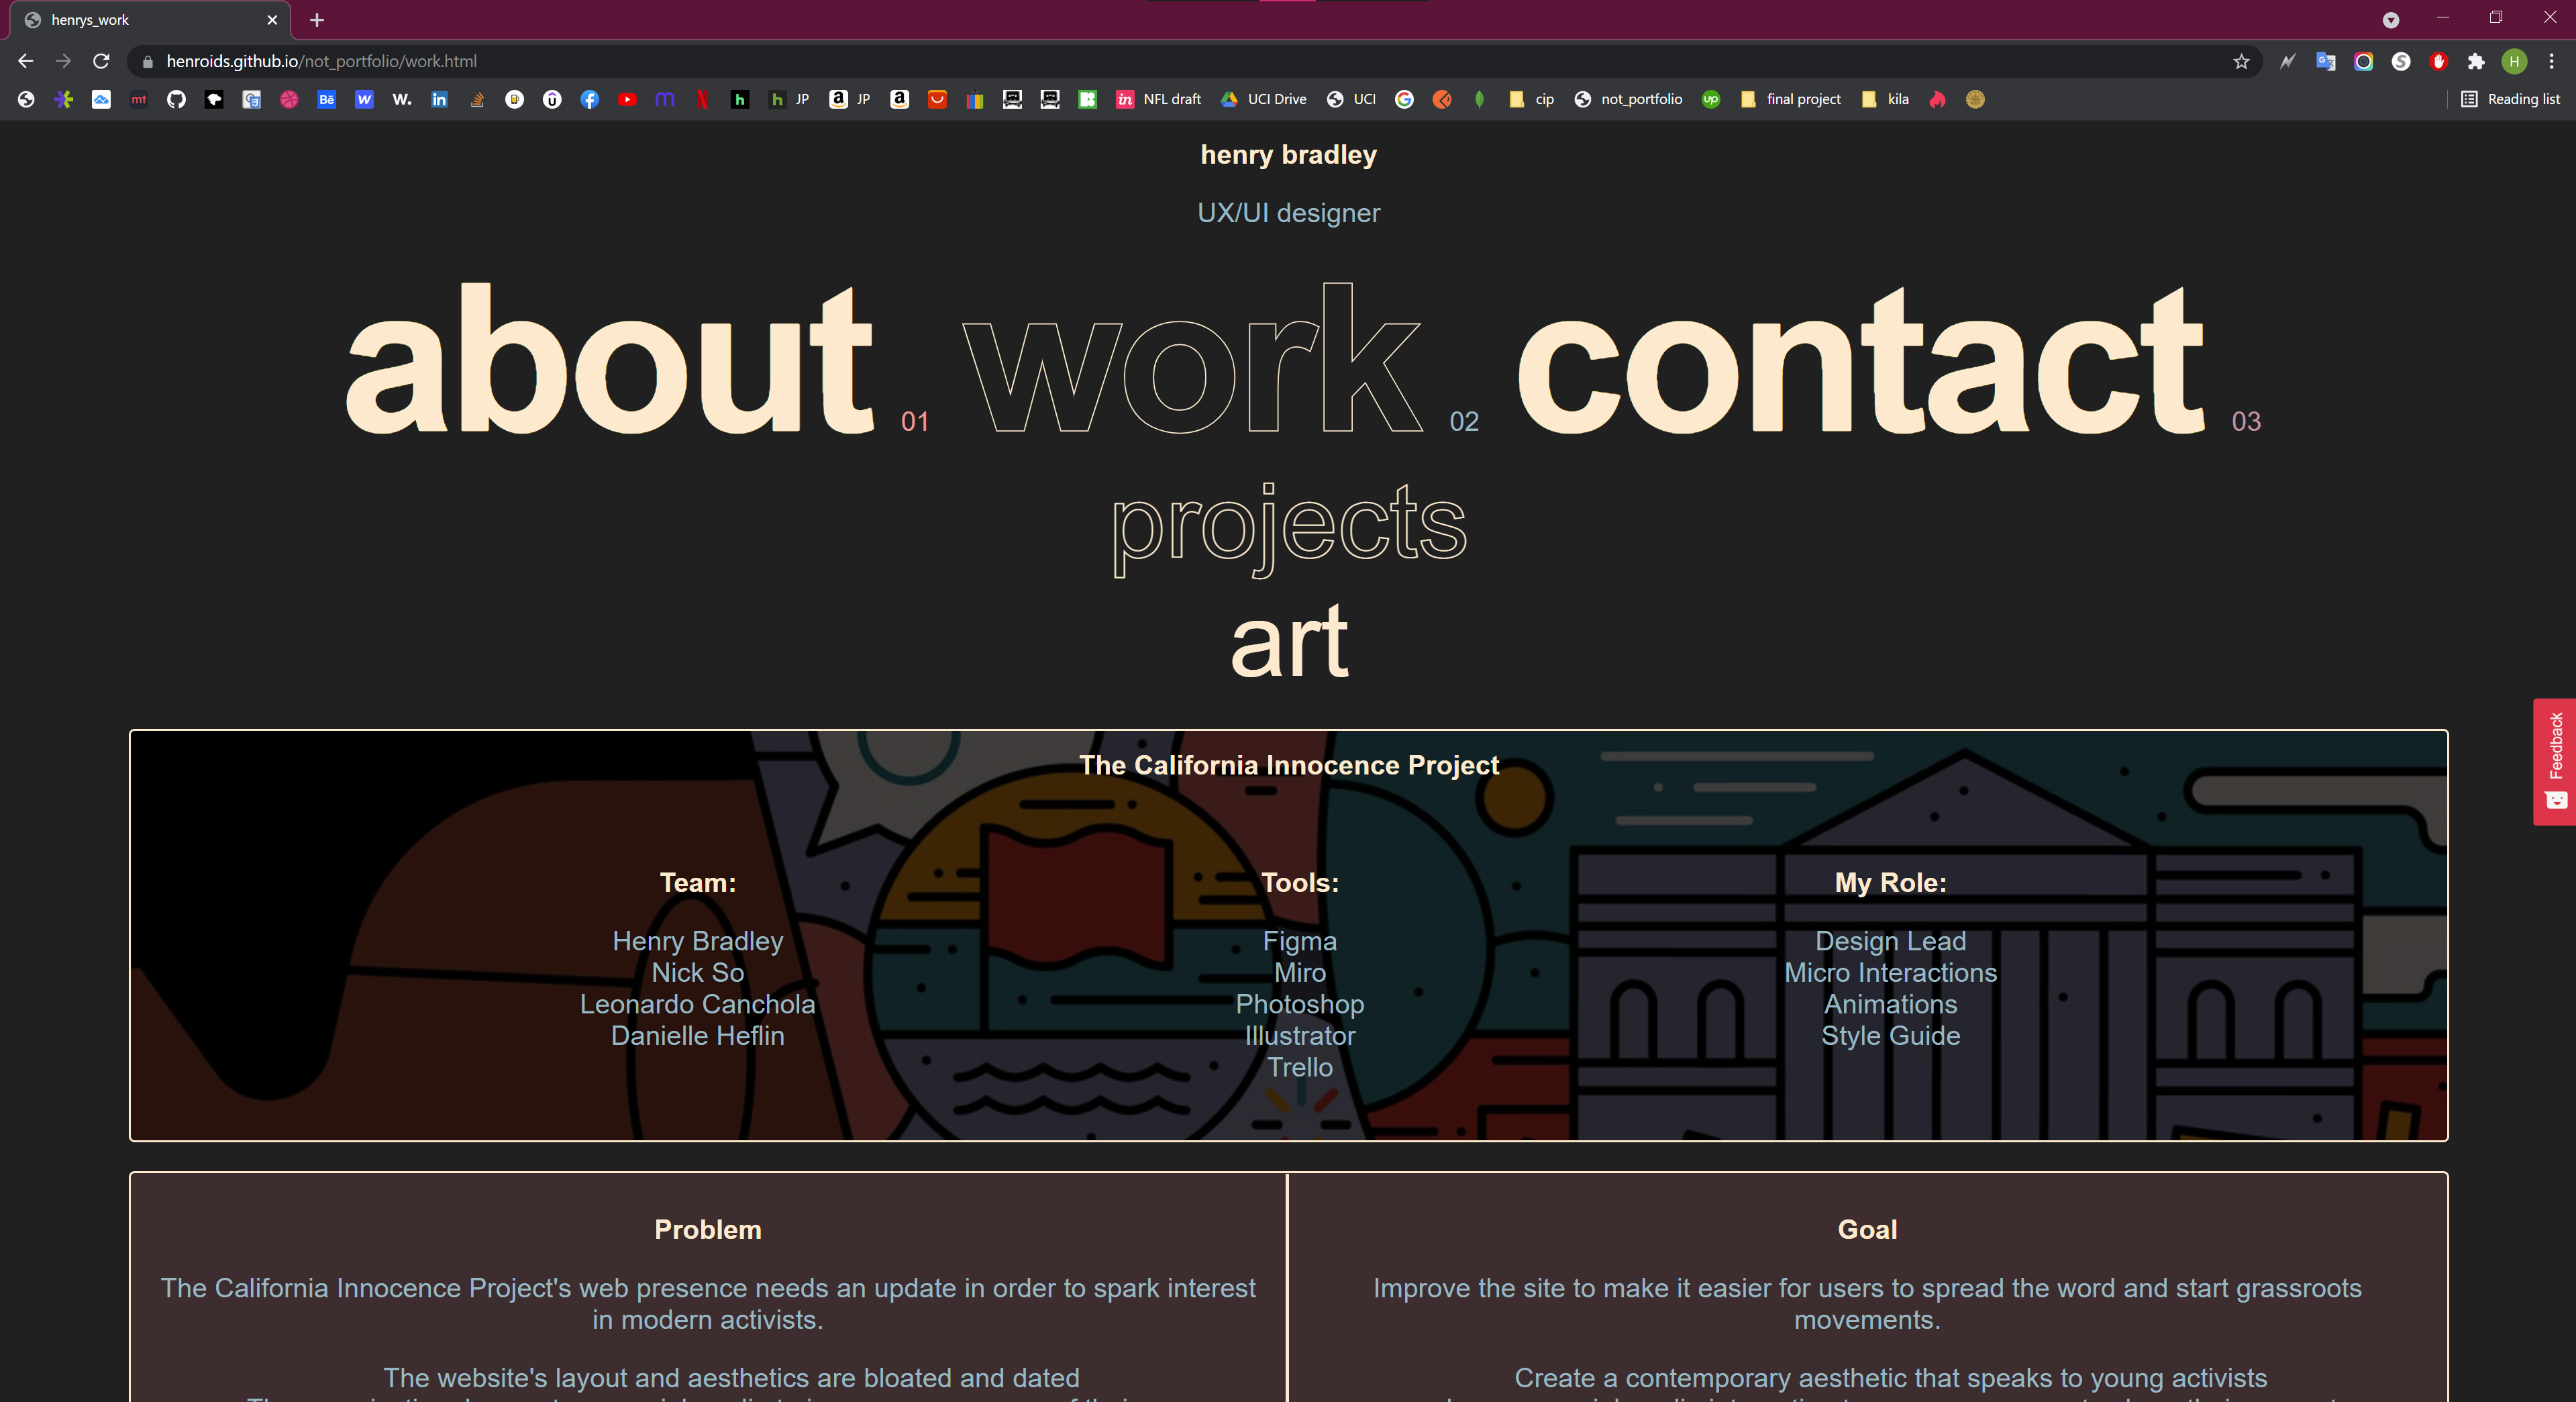 henrys_work
henroids.github.io/not_portfolio/work.html
H
mt Bē W W. in h h JP a JP a in NFL draft UCI Drive UCI G cip not_portfolio up final project kila Reading list
henry bradley
UX/UI designer
about 01 work 02 contact 03
projects
art
Feedback
The California Innocence Project
Team:
Henry Bradley
Nick So
Leonardo Canchola
Danielle Heflin
Tools:
Figma
Miro
Photoshop
Illustrator
Trello
My Role:
Design Lead
Micro Interactions
Animations
Style Guide
Problem
The California Innocence Project's web presence needs an update in order to spark interest
in modern activists.
The website's layout and aesthetics are bloated and dated
Goal
Improve the site to make it easier for users to spread the word and start grassroots
movements.
Create a contemporary aesthetic that speaks to young activists